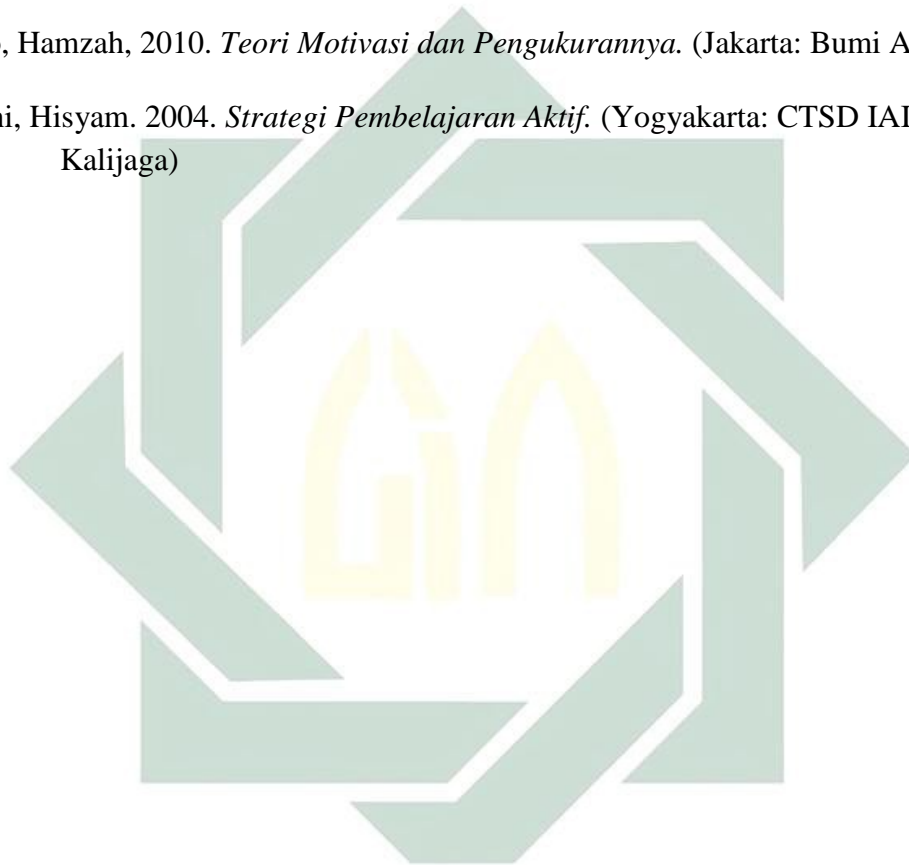 , Hamzah, 2010. Teori Motivasi dan Pengukurannya. (Jakarta: Bumi A
ni, Hisyam. 2004. Strategi Pembelajaran Aktif. (Yogyakarta: CTSD IAI
Kalijaga)